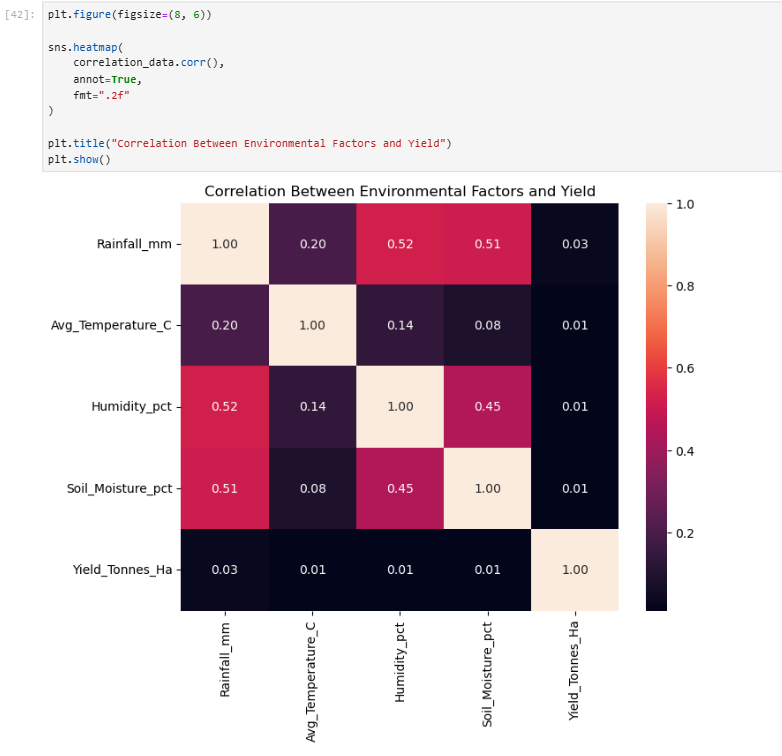 [42]:
plt.figure(figsize=(8, 6))
sns.heatmap(
    correlation_data.corr(),
    annot=True,
    fmt=".2f"
)
plt.title("Correlation Between Environmental Factors and Yield")
plt.show()
Correlation Between Environmental Factors and Yield
Rainfall_mm 1.00 0.20 0.52 0.51 0.03
Avg_Temperature_C 0.20 1.00 0.14 0.08 0.01
Humidity_pct 0.52 0.14 1.00 0.45 0.01
Soil_Moisture_pct 0.51 0.08 0.45 1.00 0.01
Yield_Tonnes_Ha 0.03 0.01 0.01 0.01 1.00
Rainfall_mm
Avg_Temperature_C
Humidity_pct
Soil_Moisture_pct
Yield_Tonnes_Ha
1.0
0.8
0.6
0.4
0.2